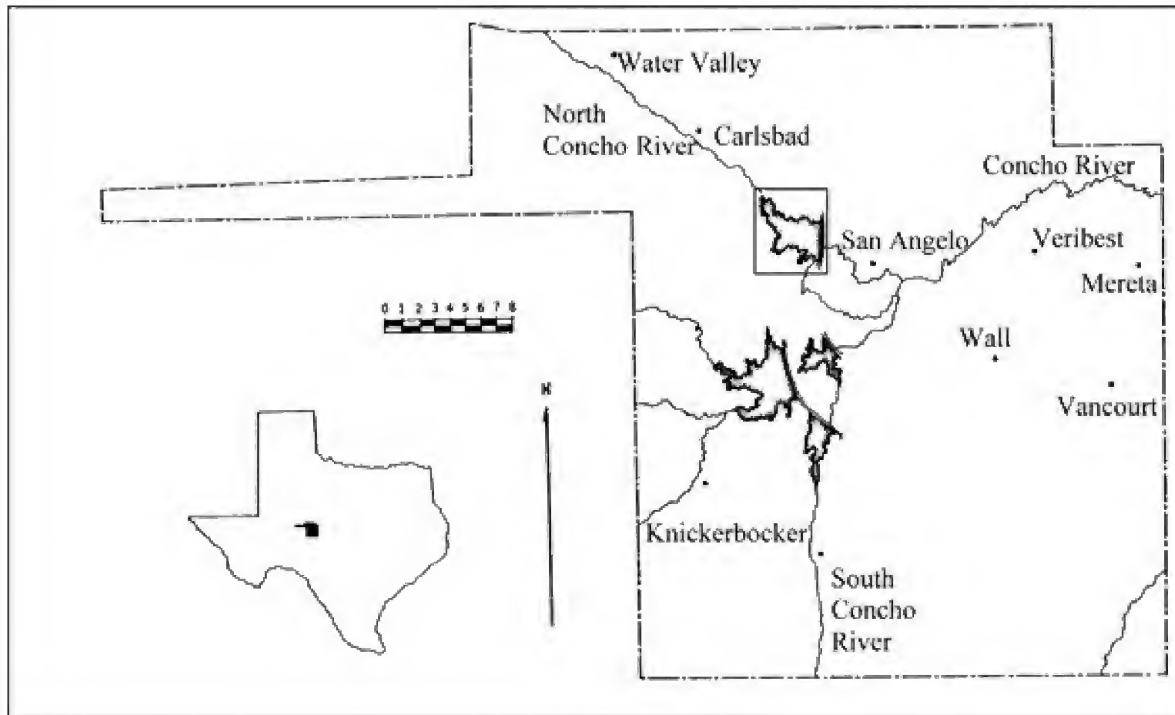 Water Valley
North
Concho River
Carlsbad
Concho River
San Angelo
Veribest
Mereta
0 1 2 3 4 5 6 7 8
Wall
N
Vancourt
Knickerbocker
South
Concho
River